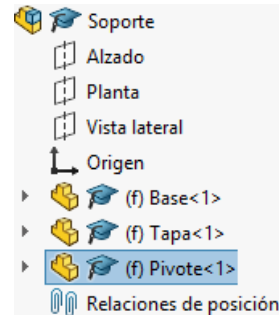 Soporte
Alzado
Planta
Vista lateral
Origen
(f) Base<1>
(f) Tapa<1>
(f) Pivote<1>
Relaciones de posición